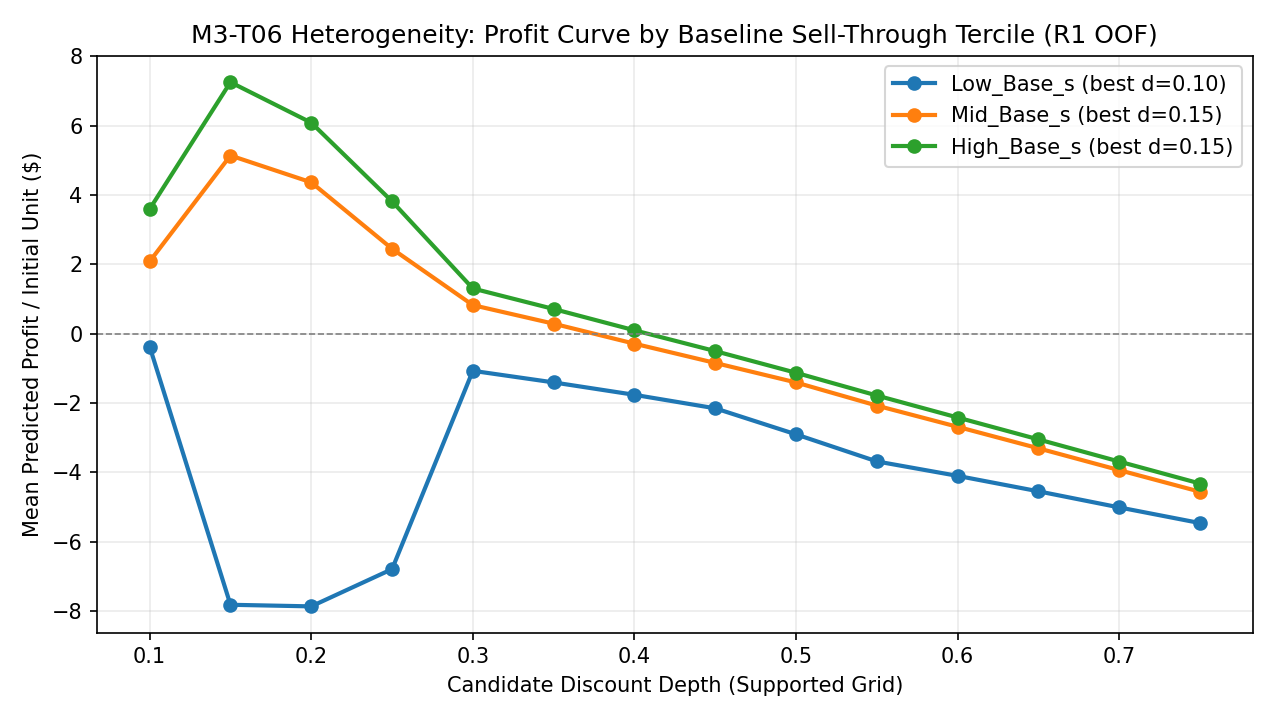 M3-T06 Heterogeneity: Profit Curve by Baseline Sell-Through Tercile (R1 OOF)
Low_Base_s (best d=0.10)
Mid_Base_s (best d=0.15)
High_Base_s (best d=0.15)
Mean Predicted Profit / Initial Unit ($)
8
6
4
2
0
−2
−4
−6
−8
0.1
0.2
0.3
0.4
0.5
0.6
0.7
Candidate Discount Depth (Supported Grid)